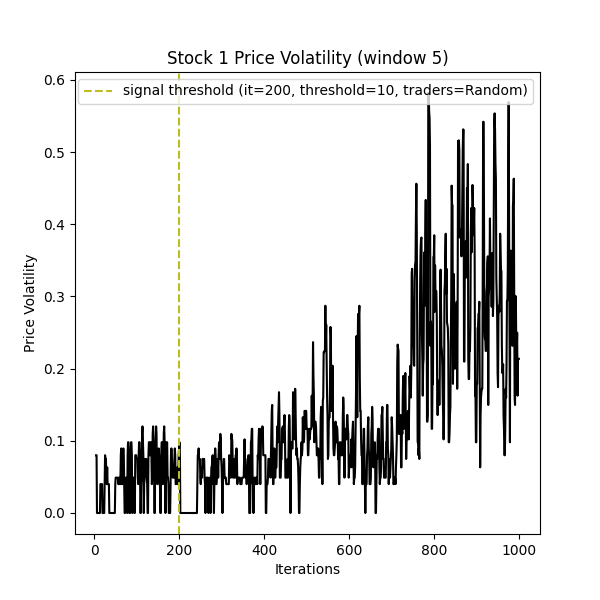 Stock 1 Price Volatility (window 5)
signal threshold (it=200, threshold=10, traders=Random)
0.6
0.5
0.4
0.3
0.2
0.1
0.0
Price Volatility
0 200 400 600 800 1000
Iterations